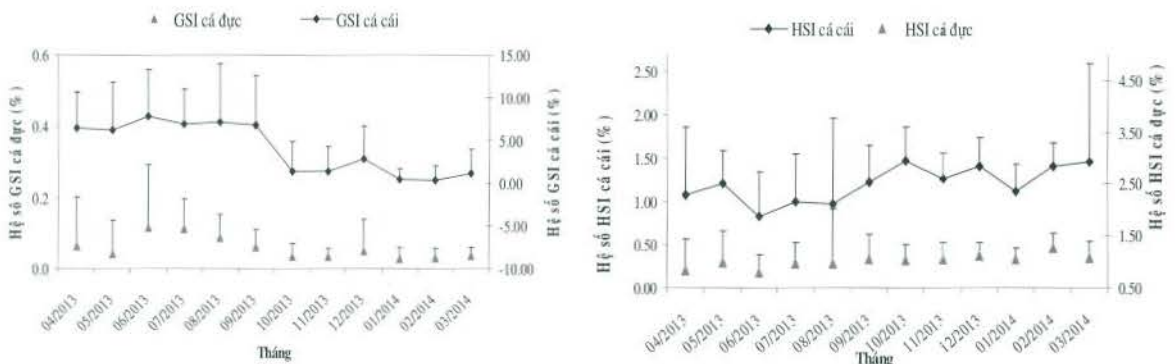 GSI cá đực GSI cá cái
0.6
0.4
0.2
0.0
Hệ số GSI cá đực (%)
15.00
10.00
5.00
0.00
-5.00
-10.00
Hệ số GSI cá cái (%)
04/2013 05/2013 06/2013 07/2013 08/2013 09/2013 10/2013 11/2013 12/2013 01/2014 02/2014 03/2014
Tháng
HSI cá cái HSI cá đực
2.50
2.00
1.50
1.00
0.50
0.00
Hệ số HSI cá cái (%)
4.50
3.50
2.50
1.50
0.50
Hệ số HSI cá đực (%)
04/2013 05/2013 06/2013 07/2013 08/2013 09/2013 10/2013 11/2013 12/2013 01/2014 02/2014 03/2014
Tháng